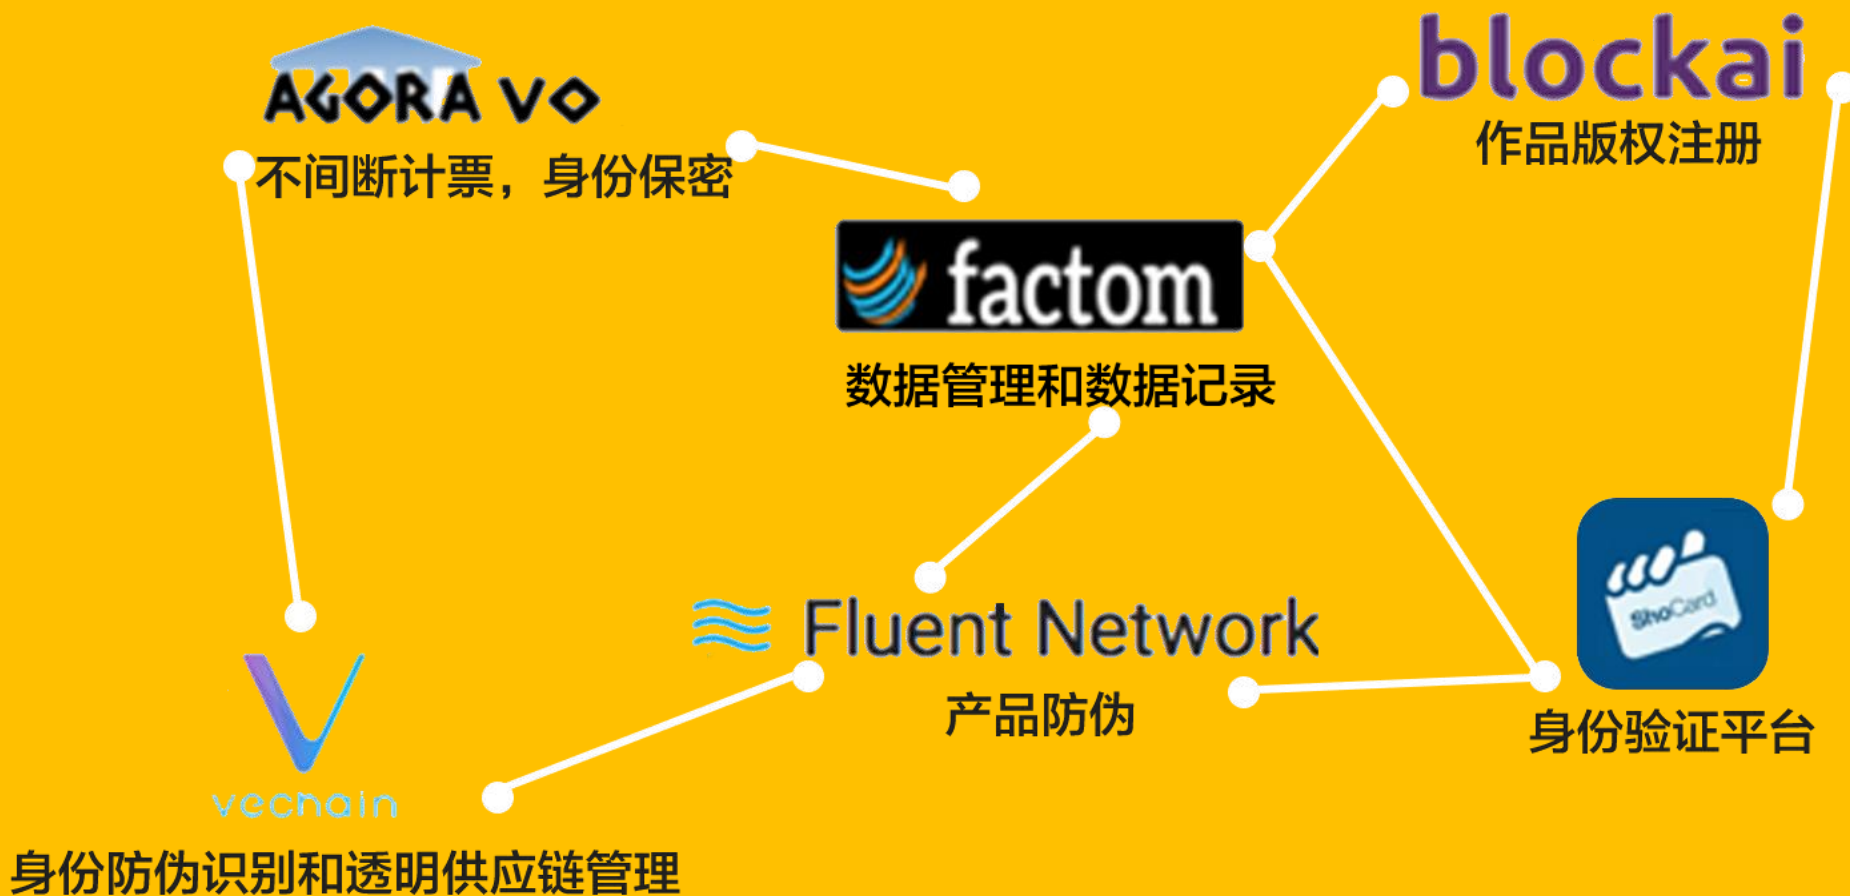 AGORA VO
不间断计票，身份保密
blockai
作品版权注册
factom
数据管理和数据记录
Fluent Network
产品防伪
ShoCard
身份验证平台
vechain
身份防伪识别和透明供应链管理